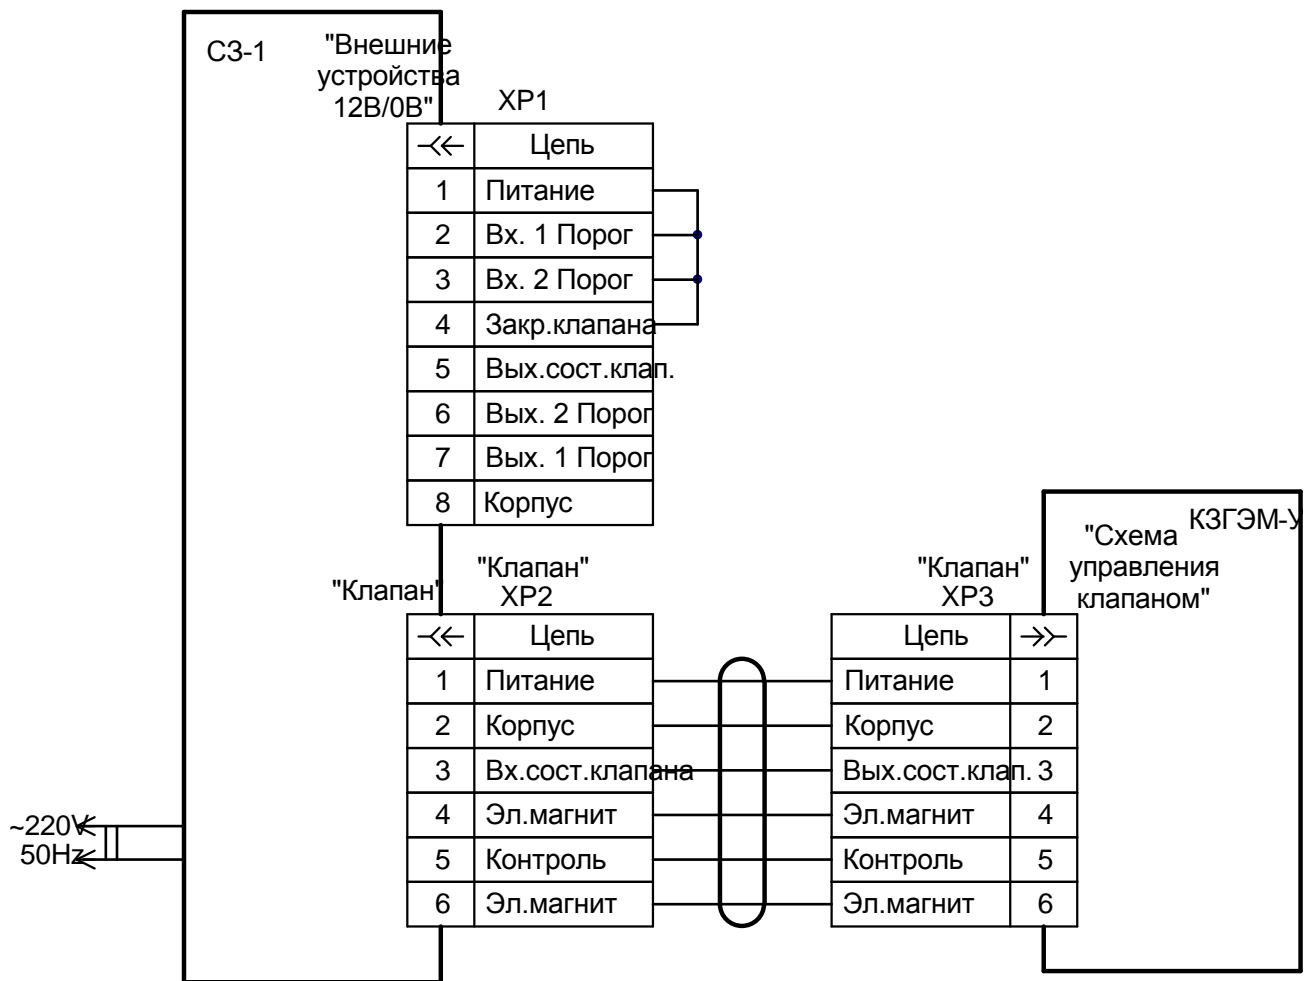 СЗ-1
"Внешние
устройства
12В/0В"
ХР1
Цепь
1 Питание
2 Вх. 1 Порог
3 Вх. 2 Порог
4 Закр.клапана
5 Вых.сост.клап.
6 Вых. 2 Порог
7 Вых. 1 Порог
8 Корпус
"Клапан"
"Клапан"
ХР2
Цепь
1 Питание
2 Корпус
3 Вх.сост.клапана
4 Эл.магнит
5 Контроль
6 Эл.магнит
"Клапан"
ХР3
Цепь
Питание 1
Корпус 2
Вых.сост.клап. 3
Эл.магнит 4
Контроль 5
Эл.магнит 6
КЗГЭМ-У
"Схема
управления
клапаном"
~220V
50Hz